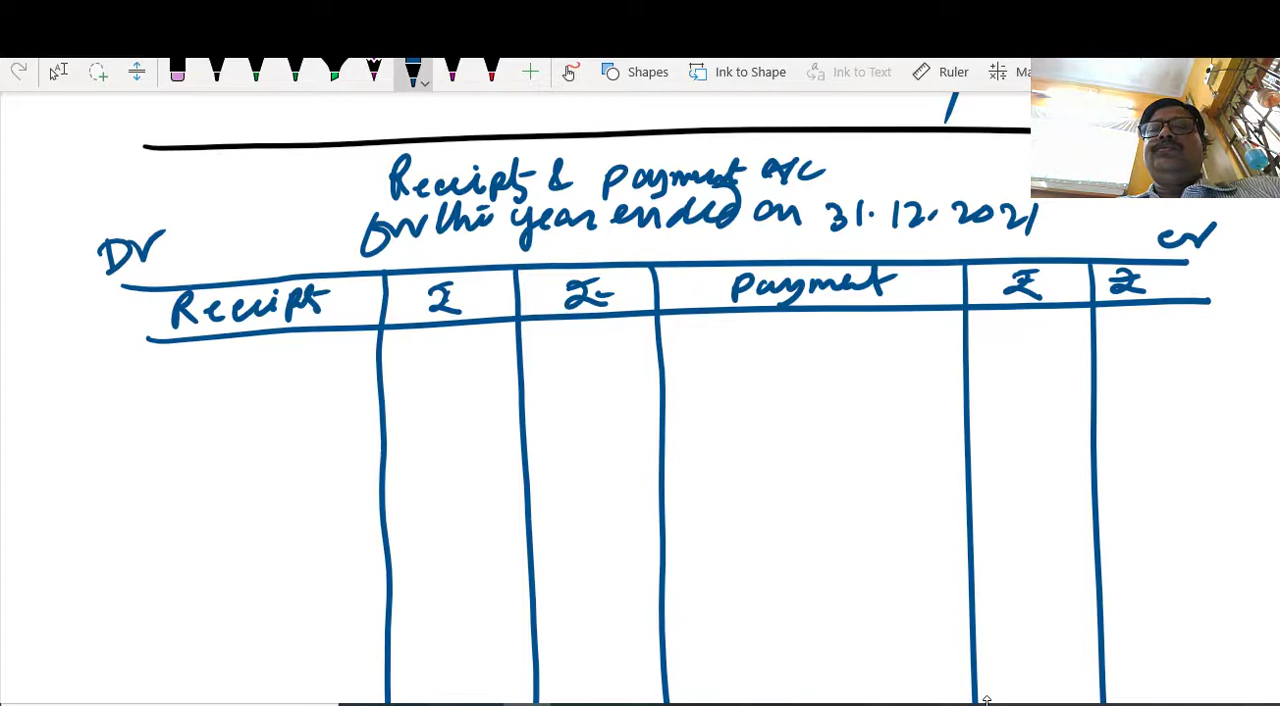 Shapes Ink to Shape Ink to Text Ruler Ma
Receipt & payment A/C
for the year ended on 31.12.2021
Dr Cr
Receipt ₹ ₹ payment ₹ ₹